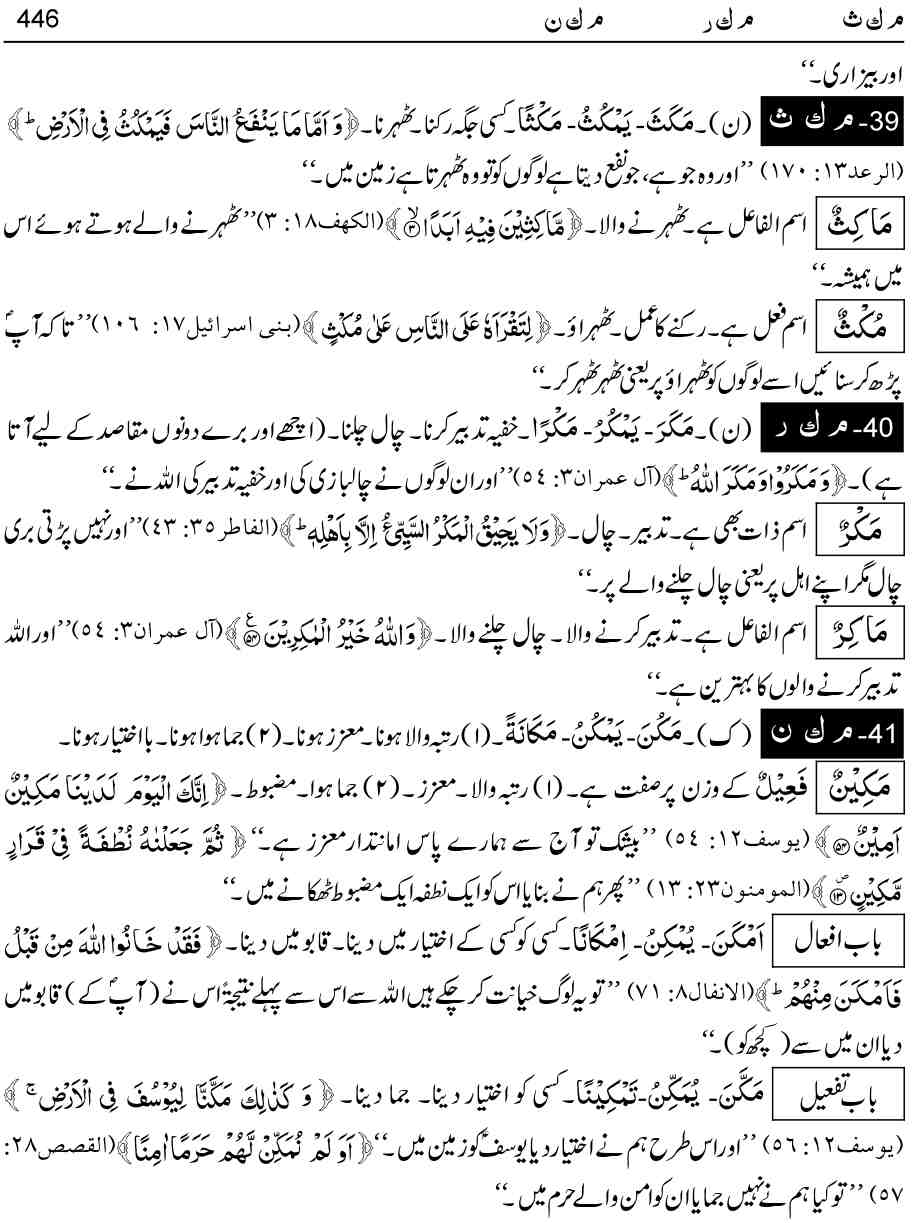 م ك ث م ك ر م ك ن 446
اور بیزاری۔‘‘
39- م ك ث (ن)۔ مَكَثَ- يَمْكُثُ- مَكْثًا۔ کسی جگہ رکنا۔ ٹھہرنا۔ ﴿وَ اَمَّا مَا يَنْفَعُ النَّاسَ فَيَمْكُثُ فِى الْاَرْضِ ؕ﴾
(الرعد۱۳: ۱۷۰) ’’اور وہ جو ہے، جو نفع دیتا ہے لوگوں کو تو وہ ٹھہرتا ہے زمین میں۔‘‘
مَاكِثٌ اسم الفاعل ہے۔ ٹھہرنے والا۔ ﴿مَّاكِثِيْنَ فِيْهِ اَبَدًا ۙ﴿۳﴾﴾ (الکھف۱۸: ۳) ’’ٹھہرنے والے ہوتے ہوئے اس
میں ہمیشہ۔‘‘
مُكْثٌ اسم فعل ہے۔ رکنے کا عمل۔ ٹھہراؤ۔ ﴿لِتَقْرَاَهٗ عَلَى النَّاسِ عَلٰى مُكْثٍ﴾ (بنی اسرائیل۱۷: ۱۰۶) ’’تاکہ آپؐ
پڑھ کر سنائیں اسے لوگوں کو ٹھہراؤ پر یعنی ٹھہر ٹھہر کر۔‘‘
40- م ك ر (ن)۔ مَكَرَ- يَمْكُرُ- مَكْرًا۔ خفیہ تدبیر کرنا۔ چال چلنا۔ (اچھے اور برے دونوں مقاصد کے لیے آتا
ہے)۔ ﴿وَمَكَرُوْا وَمَكَرَ اللّٰهُ ؕ﴾ (آل عمران۳: ۵٤) ’’اور ان لوگوں نے چالبازی کی اور خفیہ تدبیر کی اللہ نے۔‘‘
مَكْرٌ اسم ذات بھی ہے۔ تدبیر۔ چال۔ ﴿وَلَا يَحِيْقُ الْمَكْرُ السَّيِّئُ اِلَّا بِاَهْلِهٖ ؕ﴾ (الفاطر۳۵: ٤۳) ’’اور نہیں پڑتی بری
چال مگر اپنے اہل پر یعنی چال چلنے والے پر۔‘‘
مَاكِرٌ اسم الفاعل ہے۔ تدبیر کرنے والا۔ چال چلنے والا۔ ﴿وَاللّٰهُ خَيْرُ الْمٰكِرِيْنَ ﴿۵۴﴾﴾ (آل عمران۳: ۵٤) ’’اور اللہ
تدبیر کرنے والوں کا بہترین ہے۔‘‘
41- م ك ن (ک)۔ مَكُنَ- يَمْكُنُ- مَكَانَةً۔ (۱) رتبہ والا ہونا۔ معزز ہونا۔ (۲) جما ہوا ہونا۔ بااختیار ہونا۔
مَكِيْنٌ فَعِيْلٌ کے وزن پر صفت ہے۔ (۱) رتبہ والا۔ معزز۔ (۲) جما ہوا۔ مضبوط۔ ﴿اِنَّكَ الْيَوْمَ لَدَيْنَا مَكِيْنٌ
اَمِيْنٌ ﴿۵۴﴾﴾ (یوسف۱۲: ۵٤) ’’بیشک تو آج سے ہمارے پاس امانتدار معزز ہے۔‘‘ ﴿ثُمَّ جَعَلْنٰهُ نُطْفَةً فِىْ قَرَارٍ
مَّكِيْنٍ ۪﴿۱۳﴾﴾ (المومنون۲۳: ۱۳) ’’پھر ہم نے بنایا اس کو ایک نطفہ ایک مضبوط ٹھکانے میں۔‘‘
باب افعال اَمْكَنَ- يُمْكِنُ- اِمْكَانًا۔ کسی کو کسی کے اختیار میں دینا۔ قابو میں دینا۔ ﴿فَقَدْ خَانُوا اللّٰهَ مِنْ قَبْلُ
فَاَمْكَنَ مِنْهُمْ ؕ﴾ (الانفال۸: ۷۱) ’’تو یہ لوگ خیانت کر چکے ہیں اللہ سے اس سے پہلے نتیجۃً اس نے (آپؐ کے) قابو میں
دیا ان میں سے (کچھ کو)۔‘‘
باب تفعیل مَكَّنَ- يُمَكِّنُ- تَمْكِيْنًا۔ کسی کو اختیار دینا۔ جما دینا۔ ﴿وَ كَذٰلِكَ مَكَّنَّا لِيُوْسُفَ فِى الْاَرْضِ ۚ﴾
(یوسف۱۲: ۵٦) ’’اور اس طرح ہم نے اختیار دیا یوسفؑ کو زمین میں۔‘‘ ﴿اَوَ لَمْ نُمَكِّنْ لَّهُمْ حَرَمًا اٰمِنًا﴾ (القصص۲۸:
۵۷) ’’تو کیا ہم نے نہیں جمایا ان کو امن والے حرم میں۔‘‘